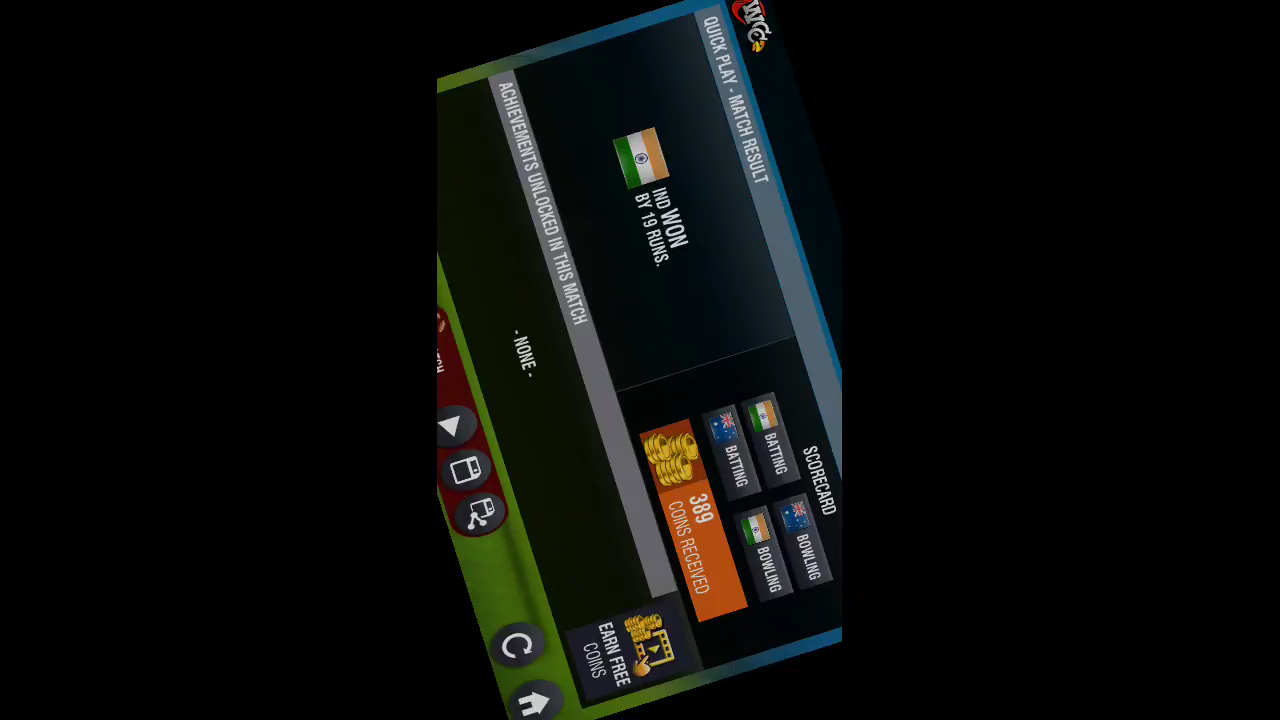 WC2
QUICK PLAY - MATCH RESULT
IND WON
BY 19 RUNS.
SCORECARD
BATTING
BOWLING
BATTING
BOWLING
389
COINS RECEIVED
ACHIEVEMENTS UNLOCKED IN THIS MATCH
- NONE -
EARN FREE
COINS